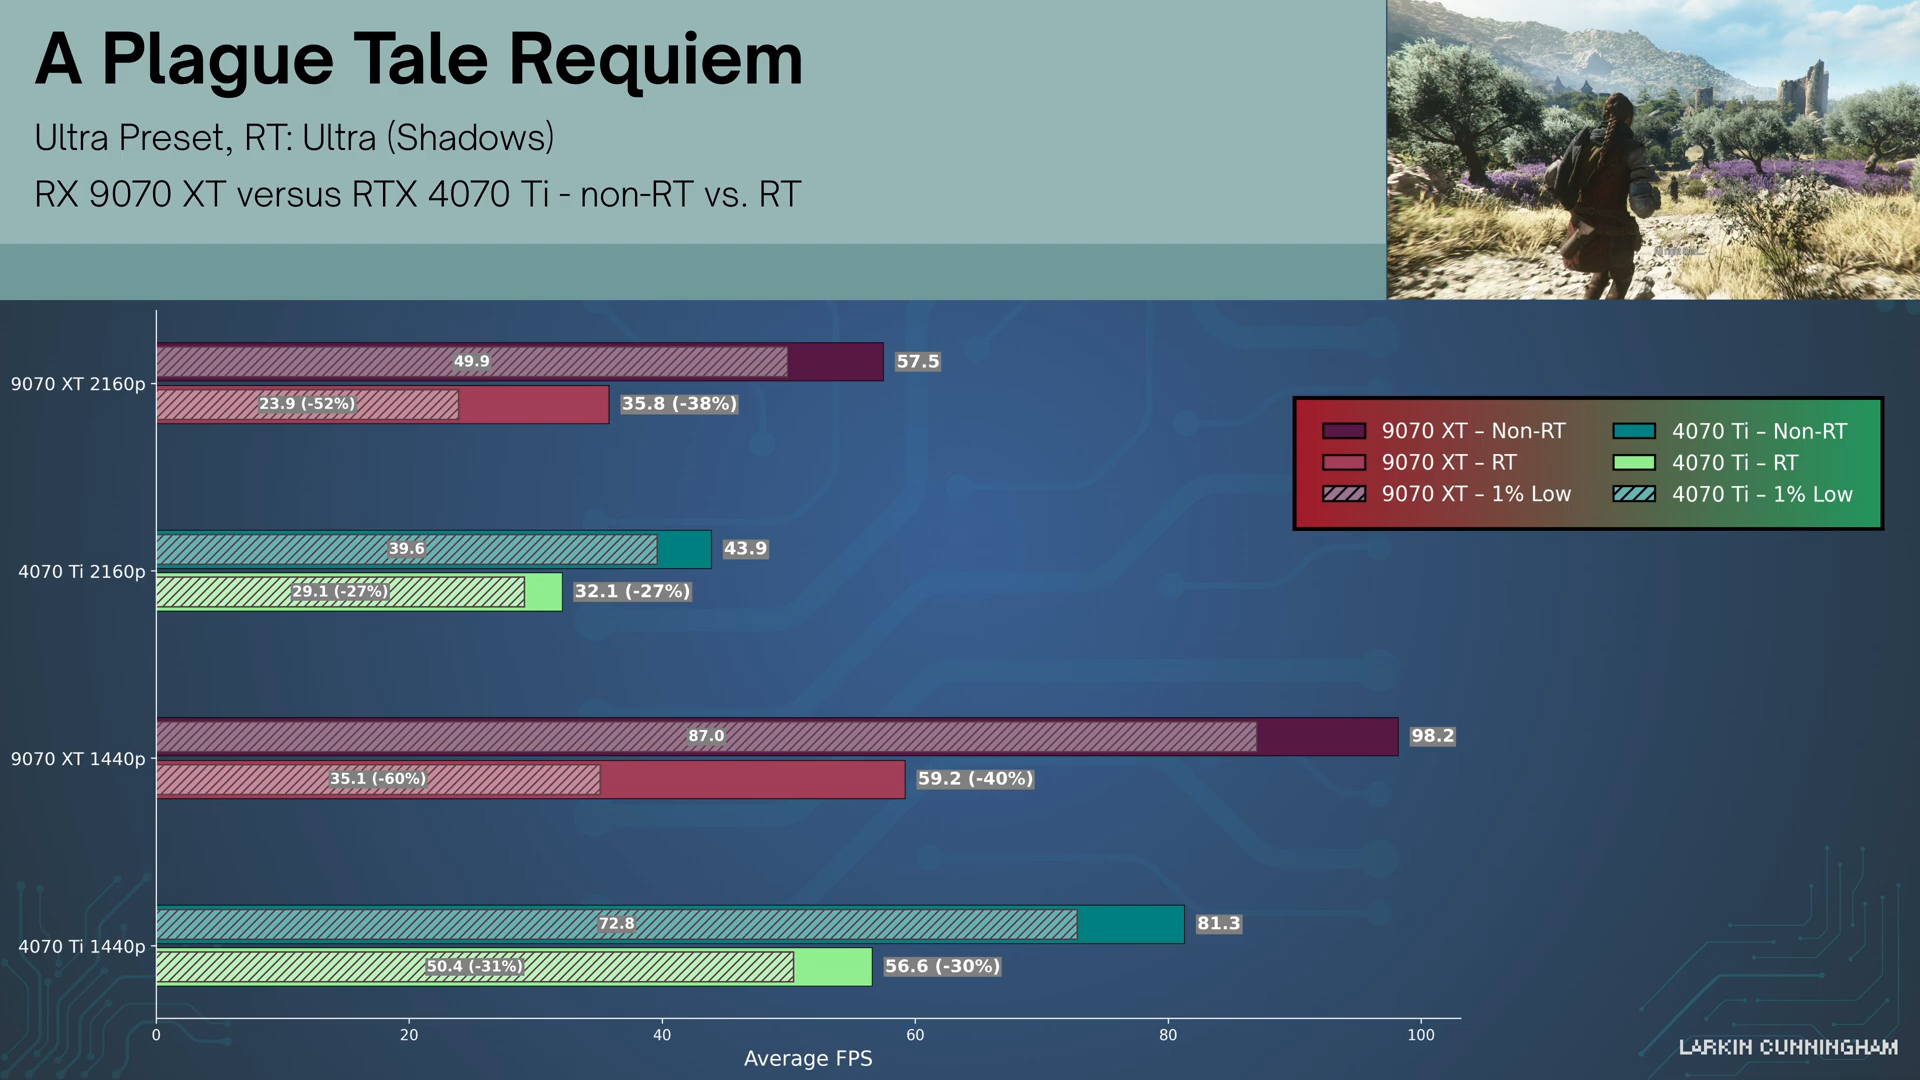 A Plague Tale Requiem
Ultra Preset, RT: Ultra (Shadows)
RX 9070 XT versus RTX 4070 Ti - non-RT vs. RT
9070 XT 2160p
49.9
57.5
23.9 (-52%)
35.8 (-38%)
4070 Ti 2160p
39.6
43.9
29.1 (-27%)
32.1 (-27%)
9070 XT 1440p
87.0
98.2
35.1 (-60%)
59.2 (-40%)
4070 Ti 1440p
72.8
81.3
50.4 (-31%)
56.6 (-30%)
9070 XT – Non-RT
9070 XT – RT
9070 XT – 1% Low
4070 Ti – Non-RT
4070 Ti – RT
4070 Ti – 1% Low
0 20 40 60 80 100
Average FPS
LARKIN CUNNINGHAM